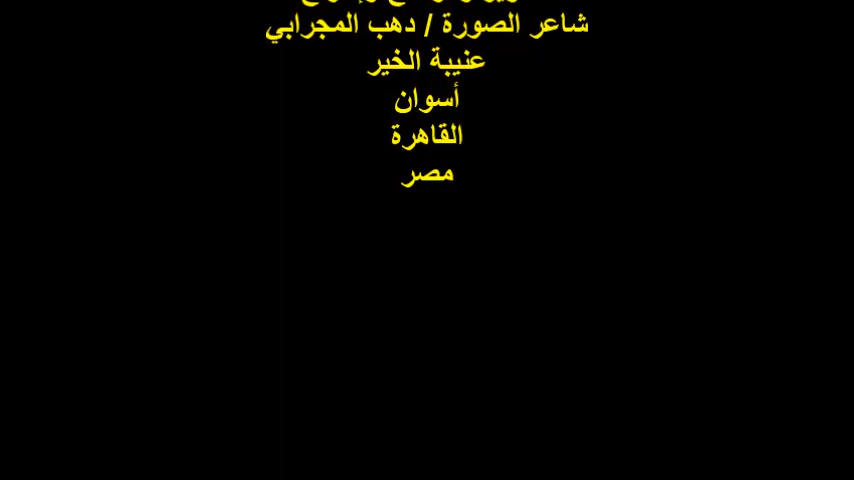 شاعر الصورة / دهب المجرابي
عنيبة الخير
أسوان
القاهرة
مصر